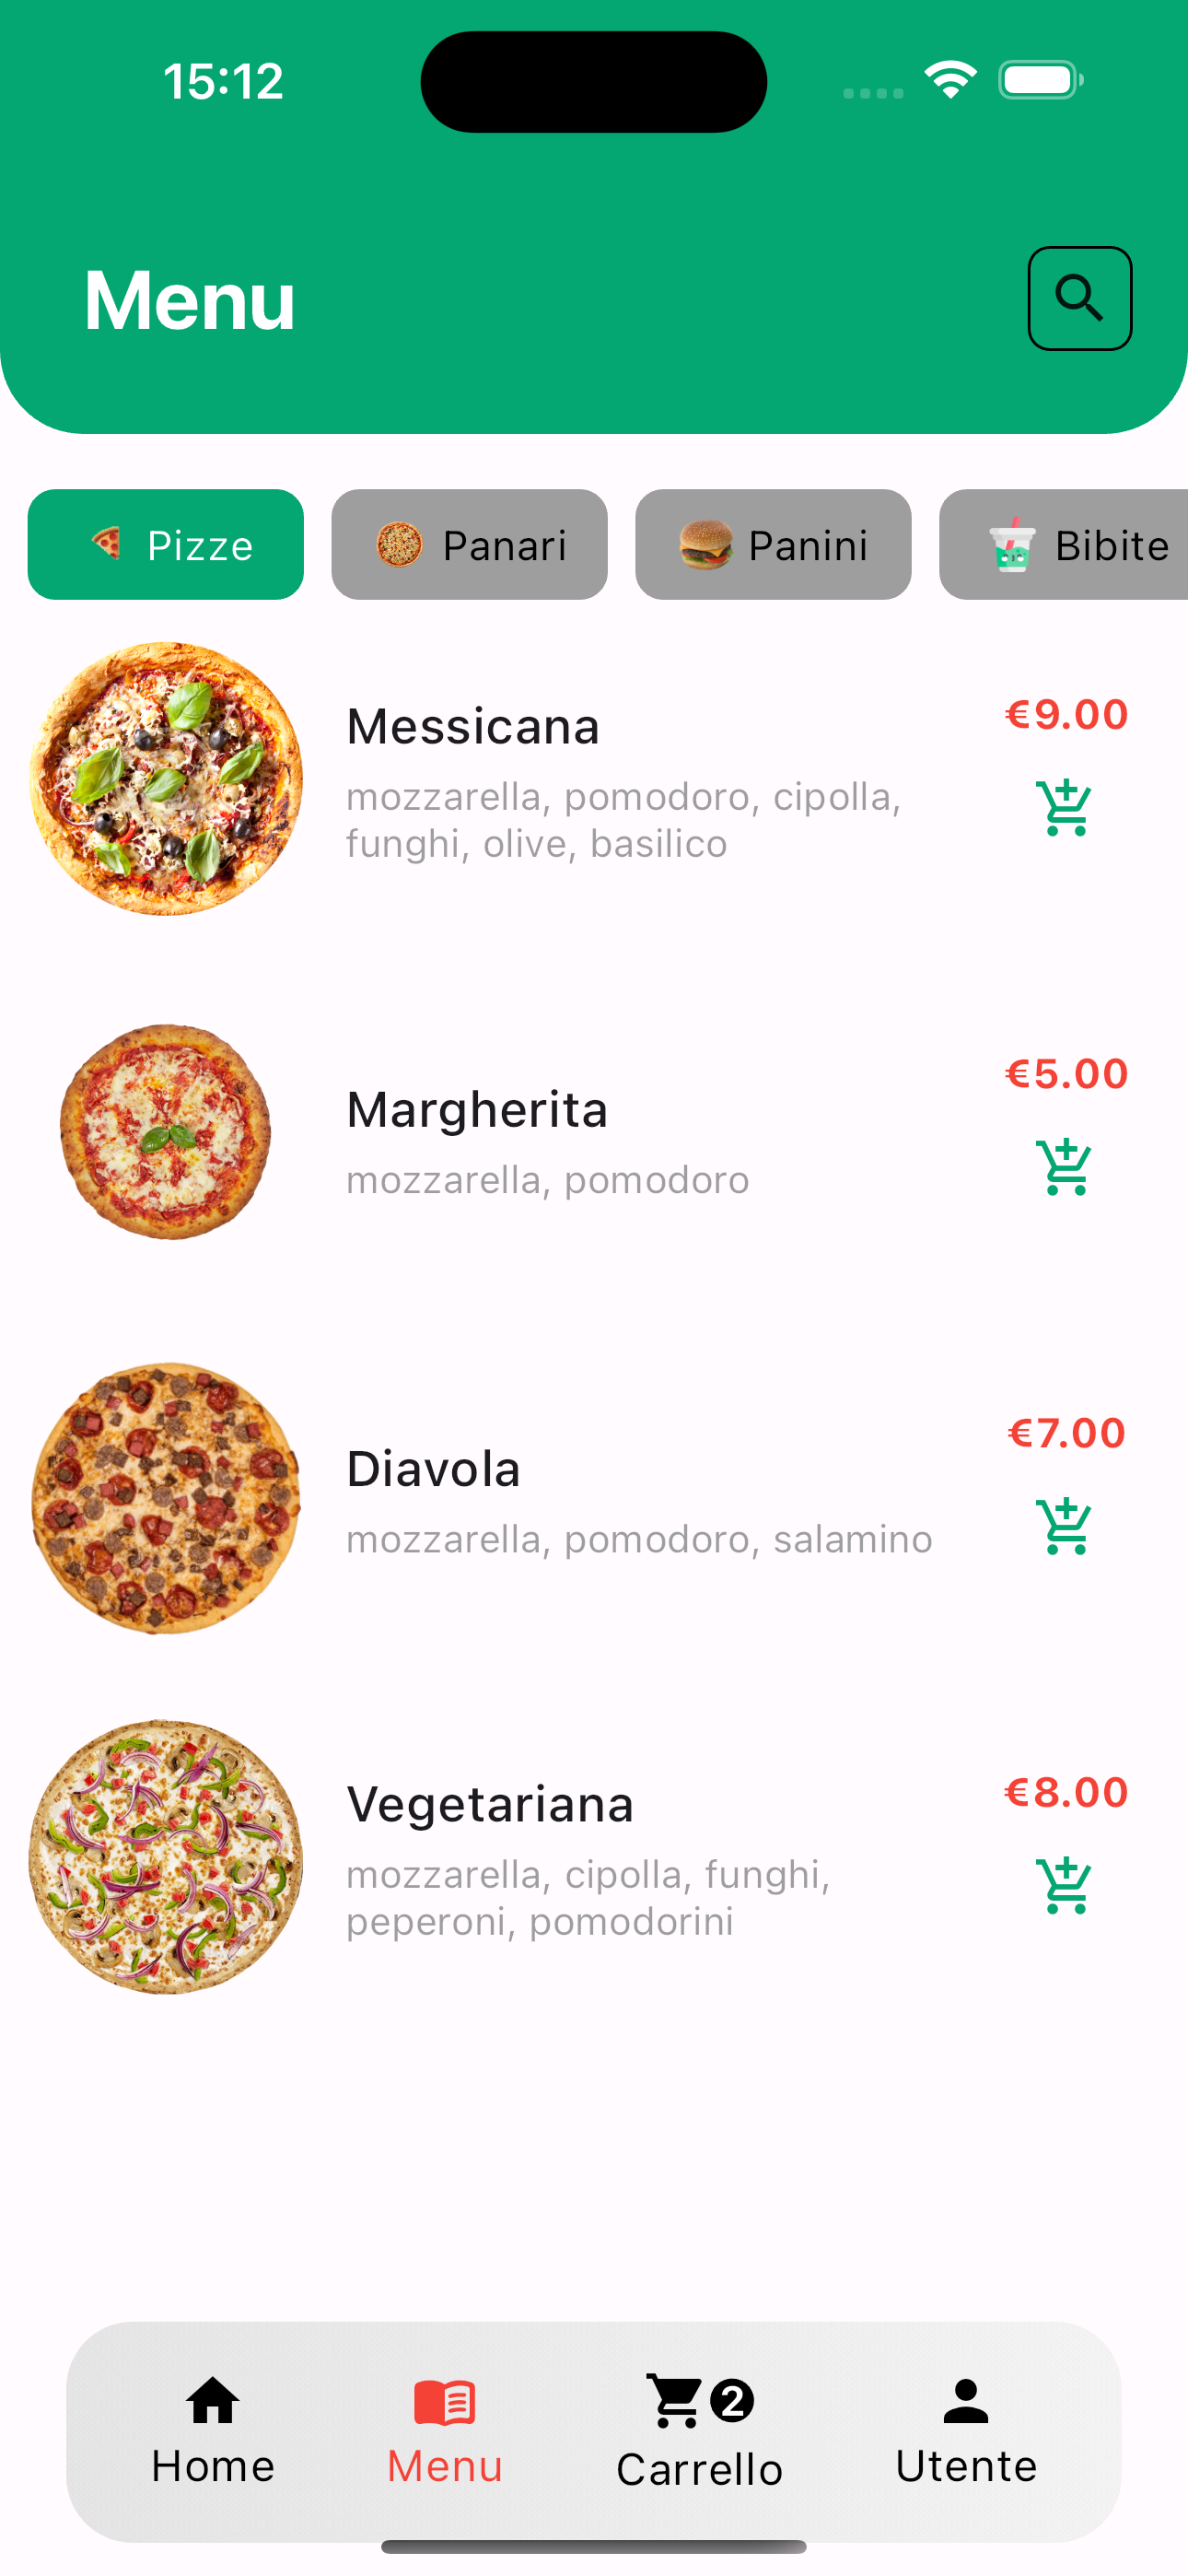 15:12
Menu
Pizze
Panari
Panini
Bibite
Messicana
€9.00
mozzarella, pomodoro, cipolla,
funghi, olive, basilico
Margherita
€5.00
mozzarella, pomodoro
Diavola
€7.00
mozzarella, pomodoro, salamino
Vegetariana
€8.00
mozzarella, cipolla, funghi,
peperoni, pomodorini
2
Home
Menu
Carrello
Utente